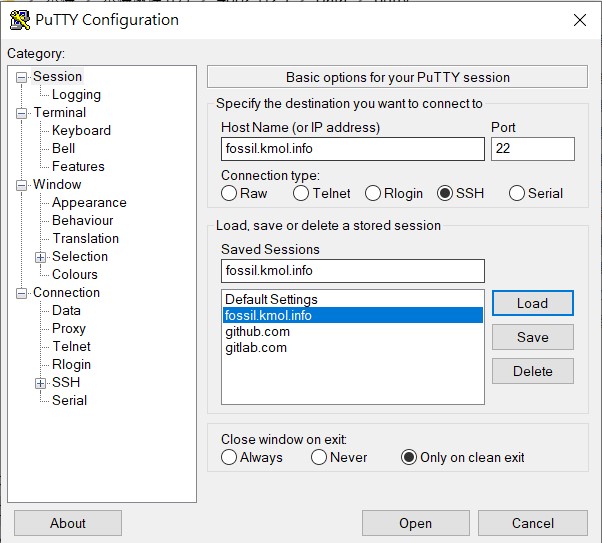 PuTTY Configuration
Category:
Session
Logging
Terminal
Keyboard
Bell
Features
Window
Appearance
Behaviour
Translation
Selection
Colours
Connection
Data
Proxy
Telnet
Rlogin
SSH
Serial
Basic options for your PuTTY session
Specify the destination you want to connect to
Host Name (or IP address) Port
fossil.kmol.info 22
Connection type:
Raw Telnet Rlogin SSH Serial
Load, save or delete a stored session
Saved Sessions
fossil.kmol.info
Default Settings
fossil.kmol.info
github.com
gitlab.com
Load
Save
Delete
Close window on exit:
Always Never Only on clean exit
About Open Cancel